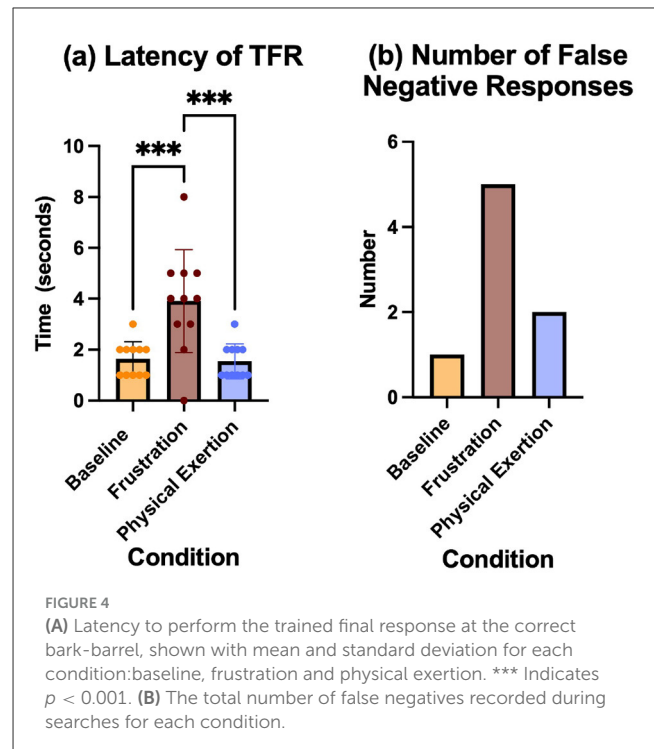 (a) Latency of TFR
(b) Number of False
Negative Responses
***
***
10
8
6
4
2
0
Time (seconds)
Baseline
Frustration
Physical Exertion
Condition
6
4
2
0
Number
Baseline
Frustration
Physical Exertion
Condition
FIGURE 4
(A) Latency to perform the trained final response at the correct
bark-barrel, shown with mean and standard deviation for each
condition:baseline, frustration and physical exertion. *** Indicates
p < 0.001. (B) The total number of false negatives recorded during
searches for each condition.